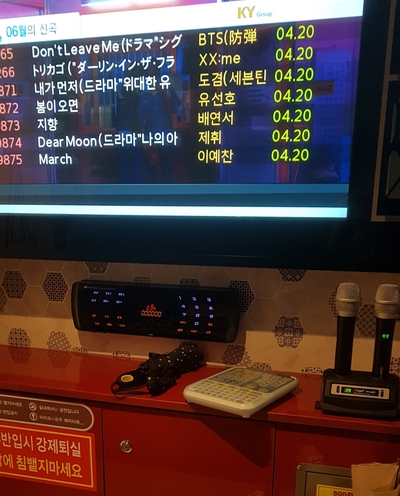 06월의 신곡
KY Group
65 Don't Leave Me(ドラマ"シグ BTS(防弾 04.20
266 トリカゴ("ダーリン・イン・ザ・フラ XX:me 04.20
871 내가 먼저(드라마"위대한 유 도겸(세븐틴 04.20
872 봄이오면 유선호 04.20
873 지향 배연서 04.20
9874 Dear Moon(드라마"나의아 제휘 04.20
9875 March 이예찬 04.20
반입시 강제퇴실
에 침뱉지마세요